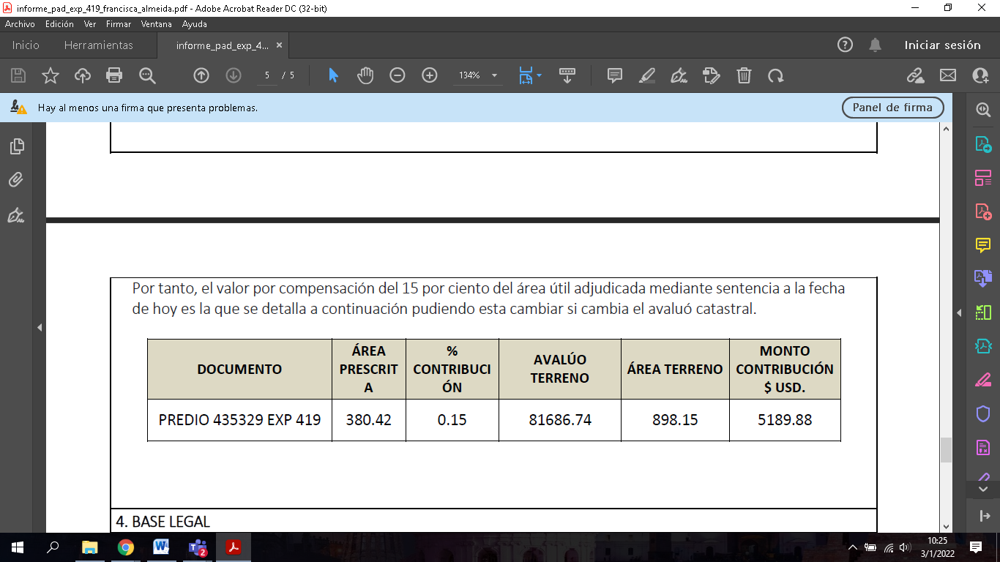 informe_pad_exp_419_francisca_almeida.pdf - Adobe Acrobat Reader DC (32-bit)
Archivo Edición Ver Firmar Ventana Ayuda
Inicio Herramientas informe_pad_exp_4... × Iniciar sesión
5 / 5 134%
Hay al menos una firma que presenta problemas. Panel de firma
Por tanto, el valor por compensación del 15 por ciento del área útil adjudicada mediante sentencia a la fecha
de hoy es la que se detalla a continuación pudiendo esta cambiar si cambia el avaluó catastral.
DOCUMENTO
ÁREA
PRESCRIT
A
%
CONTRIBUCI
ÓN
AVALÚO
TERRENO
ÁREA TERRENO
MONTO
CONTRIBUCIÓN
$ USD.
PREDIO 435329 EXP 419 380.42 0.15 81686.74 898.15 5189.88
4. BASE LEGAL
2
10:25
3/1/2022